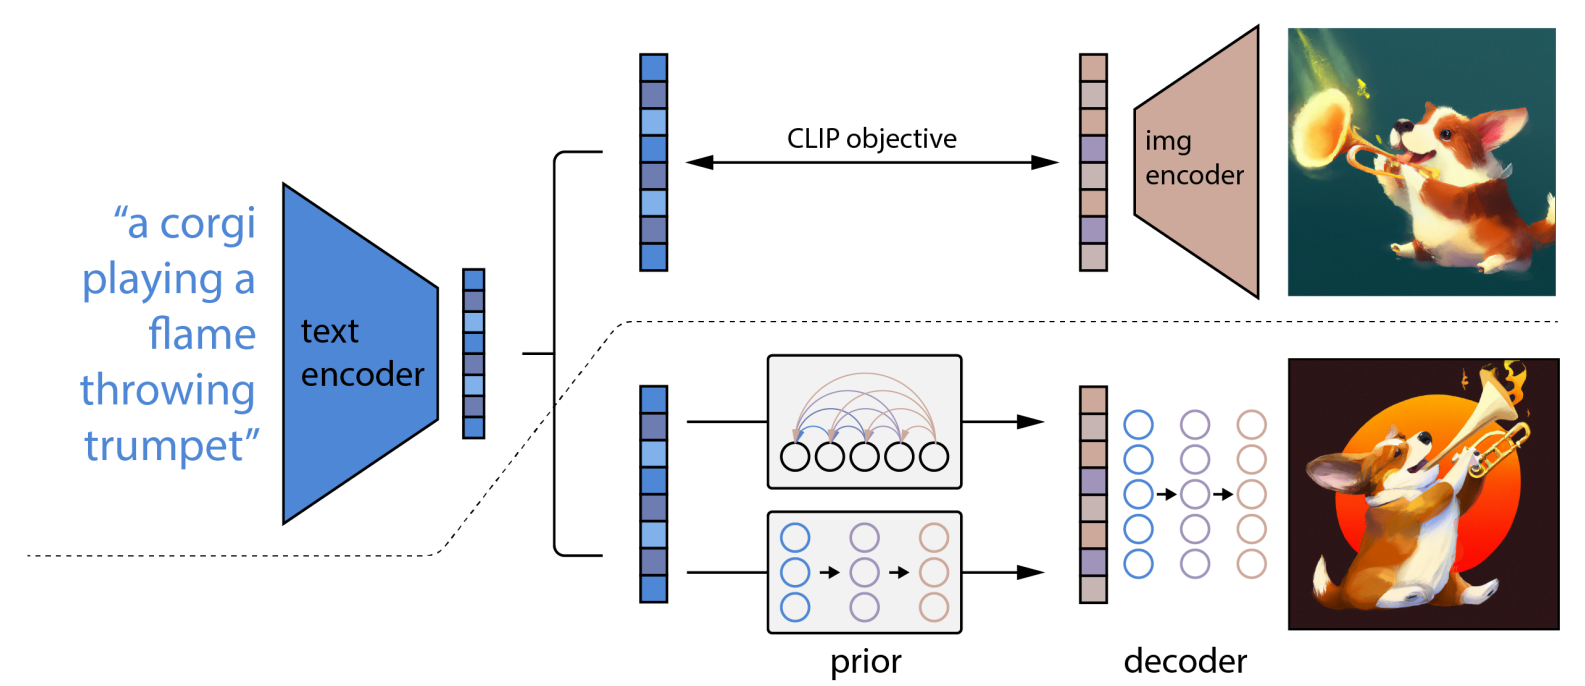 “a corgi
playing a
flame
throwing
trumpet”
text
encoder
CLIP objective
img
encoder
prior
decoder